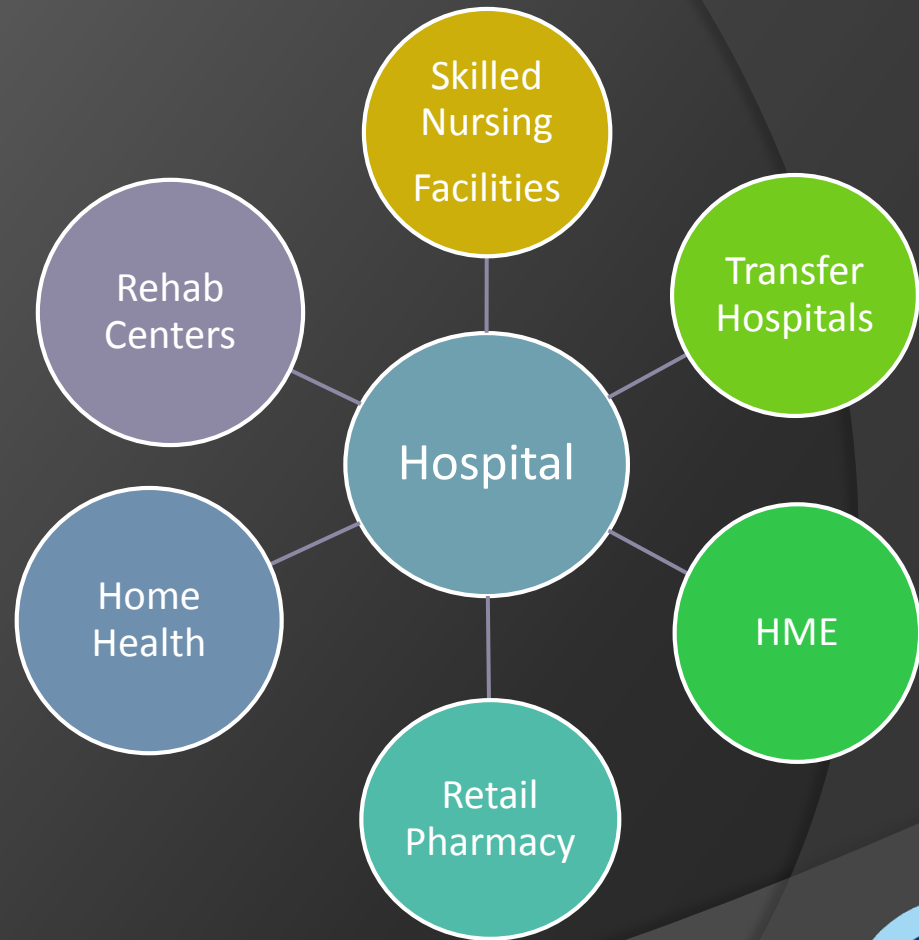 Skilled
Nursing
Facilities
Transfer
Hospitals
Rehab
Centers
Hospital
HME
Home
Health
Retail
Pharmacy